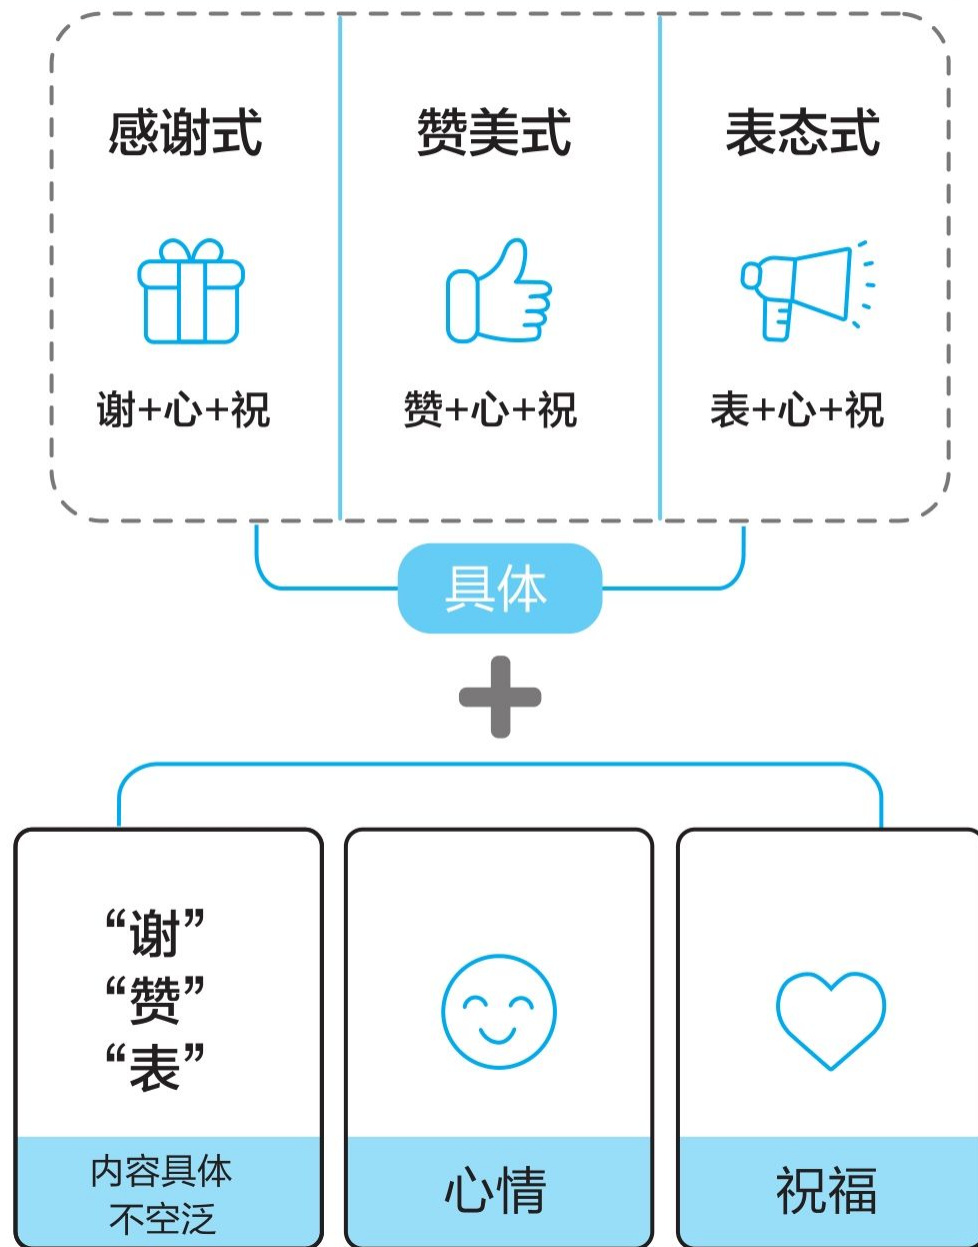 感谢式
赞美式
表态式
谢+心+祝
赞+心+祝
表+心+祝
具体
+
“谢”
“赞”
“表”
内容具体
不空泛
心情
祝福